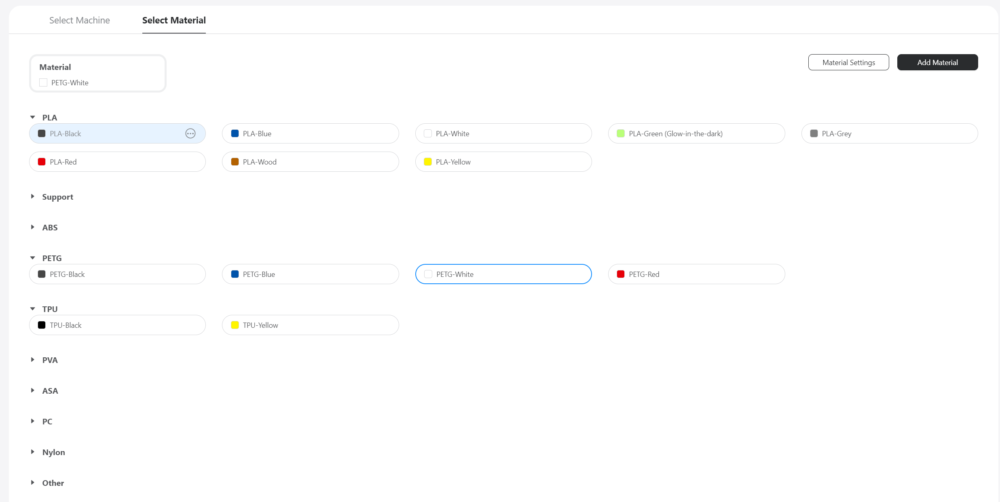 Select Machine
Select Material
Material
PETG-White
Material Settings
Add Material
PLA
PLA-Black
PLA-Blue
PLA-White
PLA-Green (Glow-in-the-dark)
PLA-Grey
PLA-Red
PLA-Wood
PLA-Yellow
Support
ABS
PETG
PETG-Black
PETG-Blue
PETG-White
PETG-Red
TPU
TPU-Black
TPU-Yellow
PVA
ASA
PC
Nylon
Other